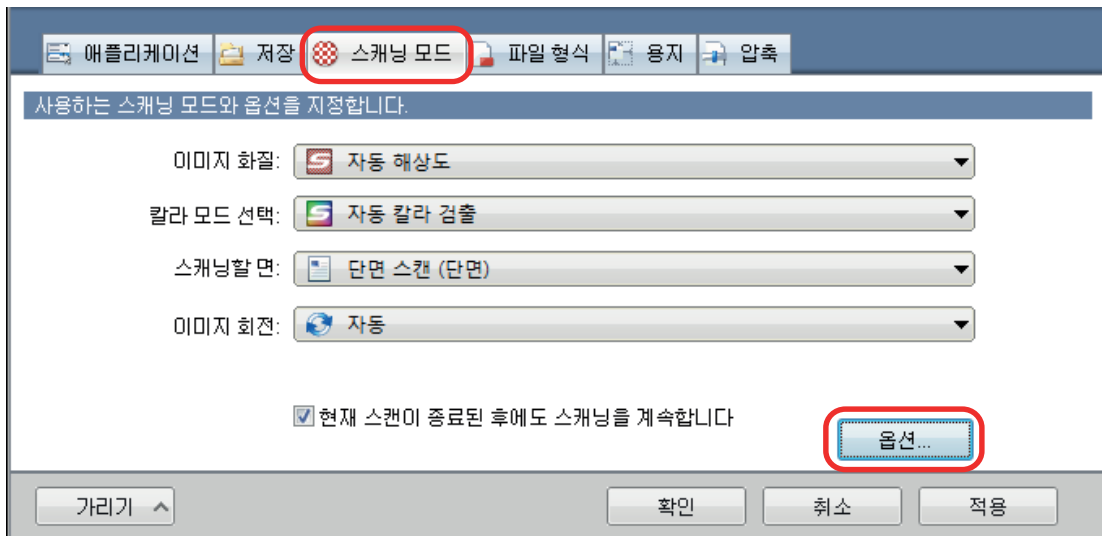 애플리케이션 저장 스캐닝 모드 파일 형식 용지 압축
사용하는 스캐닝 모드와 옵션을 지정합니다.
이미지 화질: 자동 해상도
칼라 모드 선택: 자동 칼라 검출
스캐닝할 면: 단면 스캔 (단면)
이미지 회전: 자동
현재 스캔이 종료된 후에도 스캐닝을 계속합니다
옵션...
가리기 확인 취소 적용